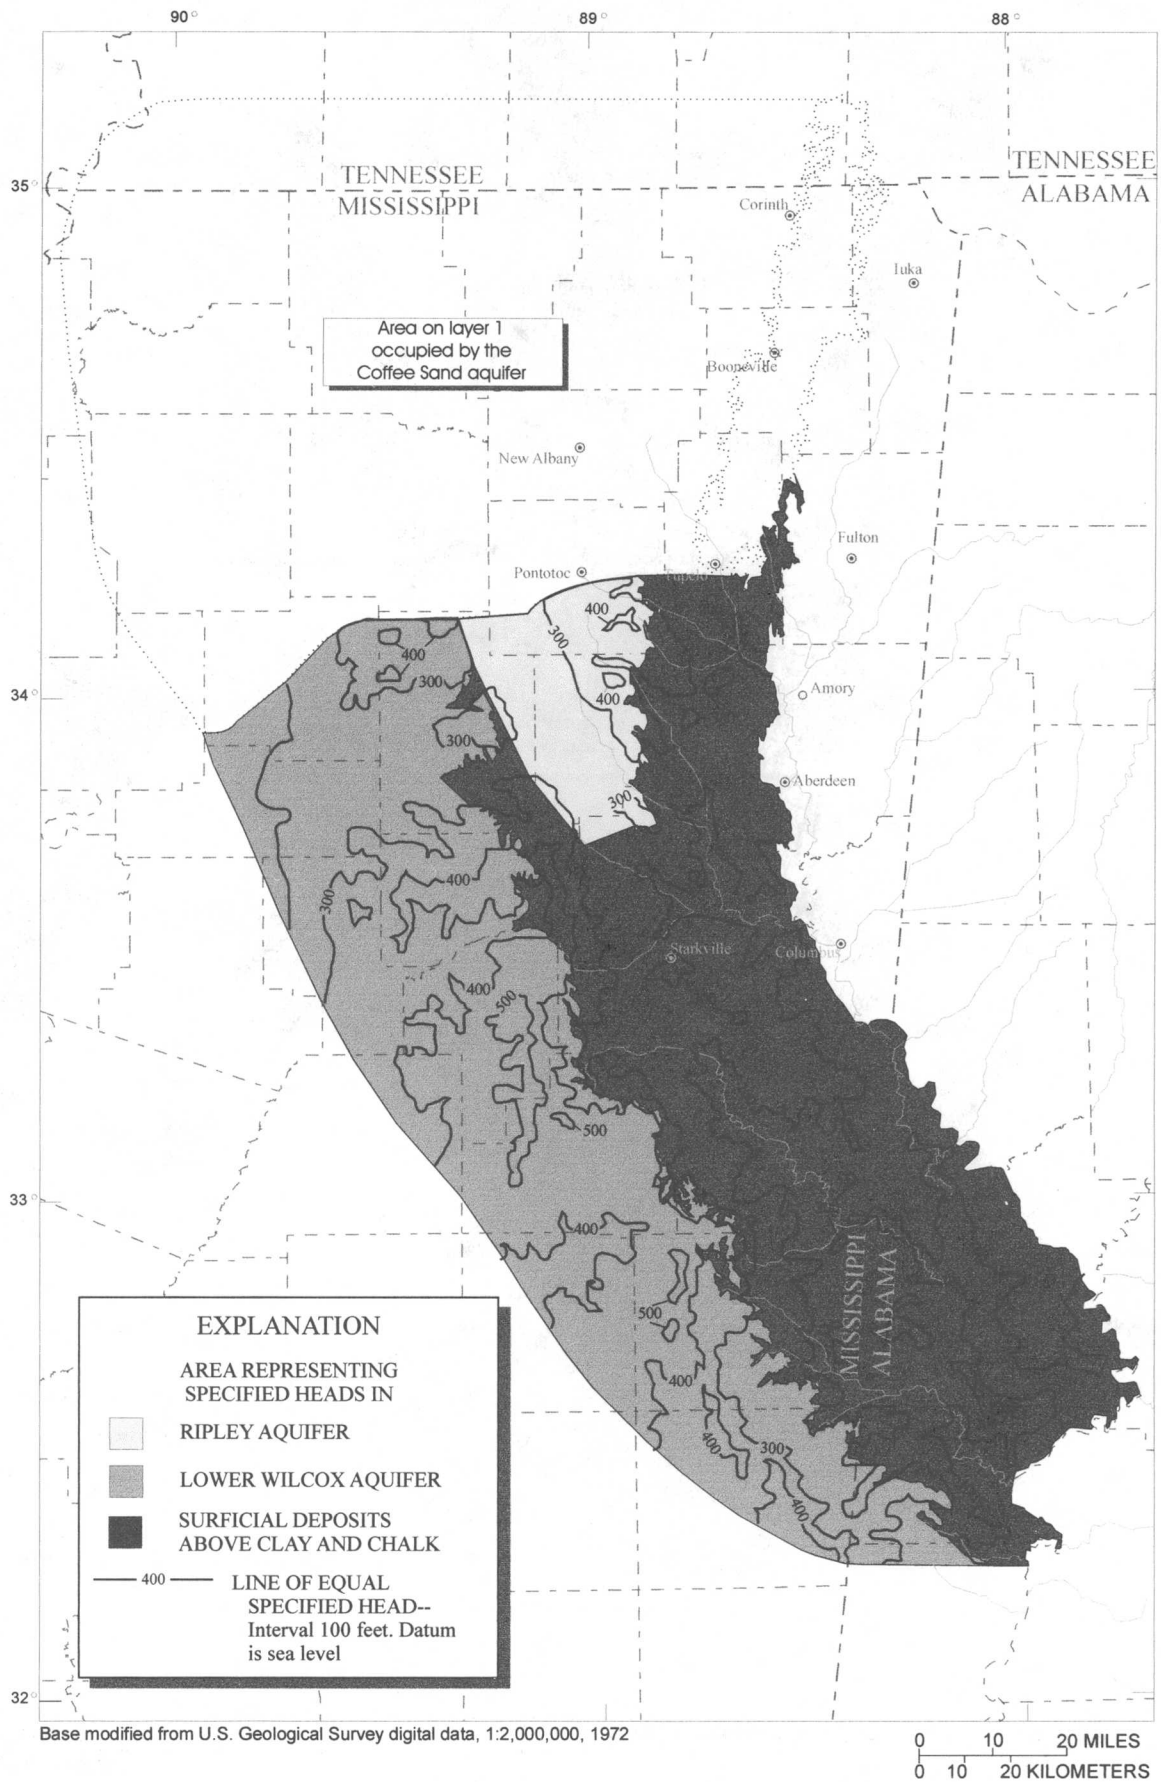 90°
89°
88°
35°
TENNESSEE
MISSISSIPPI
TENNESSEE
ALABAMA
Corinth
Iuka
Area on layer 1
occupied by the
Coffee Sand aquifer
Booneville
New Albany
Fulton
Pontotoc
Tupelo
400
300
400
300
34°
400
Amory
300
Aberdeen
300
400
300
Starkville
Columbus
400
500
500
33°
400
MISSISSIPPI
ALABAMA
500
400
400
300
400
EXPLANATION
AREA REPRESENTING
SPECIFIED HEADS IN
RIPLEY AQUIFER
LOWER WILCOX AQUIFER
SURFICIAL DEPOSITS
ABOVE CLAY AND CHALK
400
LINE OF EQUAL
SPECIFIED HEAD--
Interval 100 feet. Datum
is sea level
32°
Base modified from U.S. Geological Survey digital data, 1:2,000,000, 1972
0 10 20 MILES
0 10 20 KILOMETERS